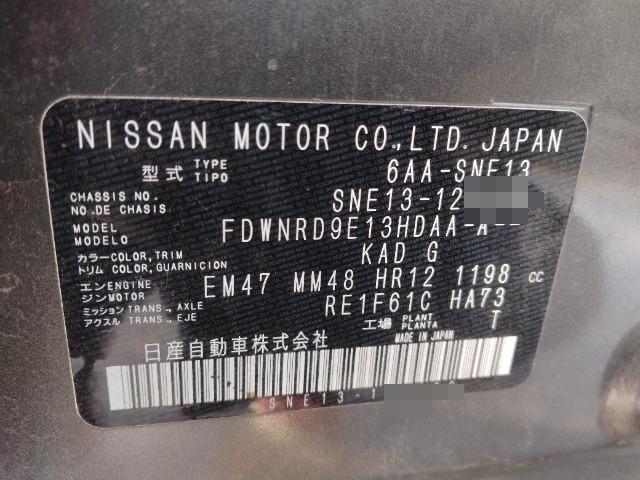 NISSAN MOTOR CO.,LTD. JAPAN
型式 TYPE TIPO 6AA-SNE13
CHASSIS NO. NO.DE CHASIS SNE13-12
MODEL MODELO FDWNRD9E13HDAA-A
カラー COLOR, TRIM トリム COLOR, GUARNICION KAD G
エンジン ENGINE MOTOR EM47 MM48 HR12 1198 cc
ミッション TRANS., AXLE アクスル TRANS., EJE RE1F61C HA73
工場 PLANT PLANTA T
日産自動車株式会社 MADE IN JAPAN
SNE13-1